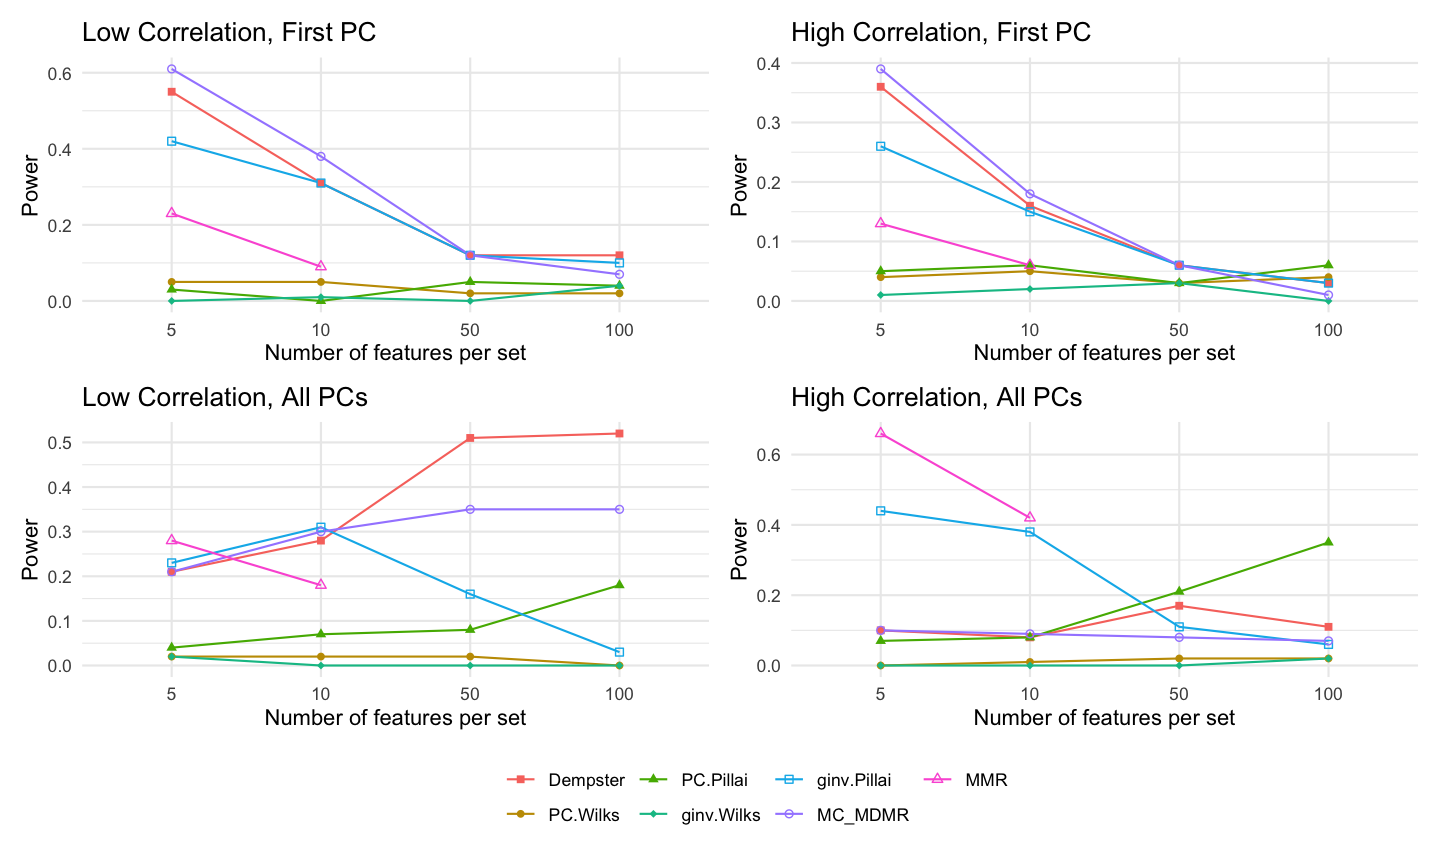 Low Correlation, First PC
Power
0.6
0.4
0.2
0.0
5 10 50 100
Number of features per set
High Correlation, First PC
Power
0.4
0.3
0.2
0.1
0.0
5 10 50 100
Number of features per set
Low Correlation, All PCs
Power
0.5
0.4
0.3
0.2
0.1
0.0
5 10 50 100
Number of features per set
High Correlation, All PCs
Power
0.6
0.4
0.2
0.0
5 10 50 100
Number of features per set
Dempster PC.Pillai ginv.Pillai MMR
PC.Wilks ginv.Wilks MC_MDMR